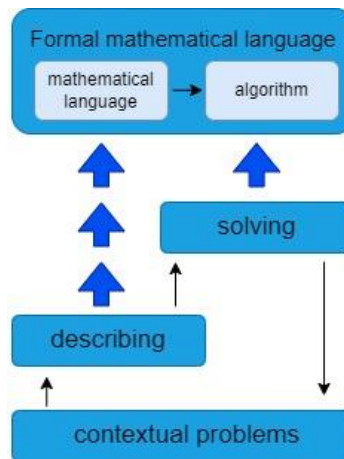 Formal mathematical language
mathematical
language
algorithm
solving
describing
contextual problems